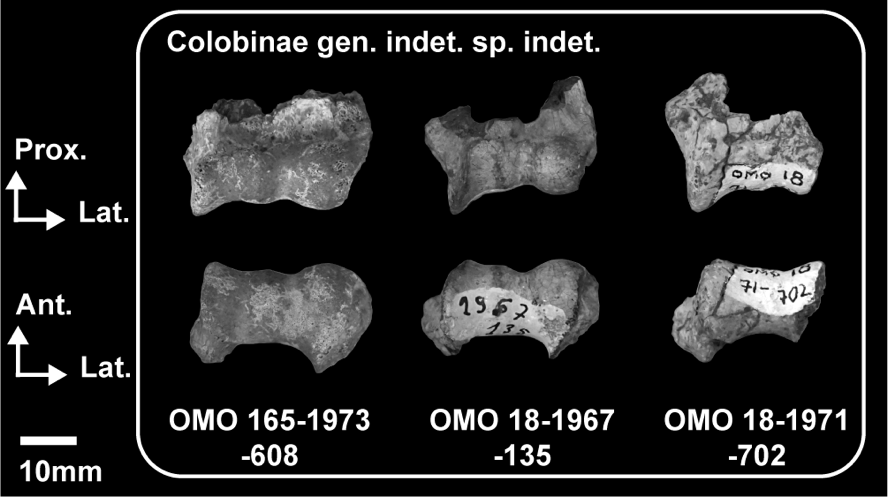 Colobinae gen. indet. sp. indet.
Prox.
Lat.
OMO 18
Ant.
Lat.
1967
135
71-702
OMO 165-1973
-608
OMO 18-1967
-135
OMO 18-1971
-702
10mm